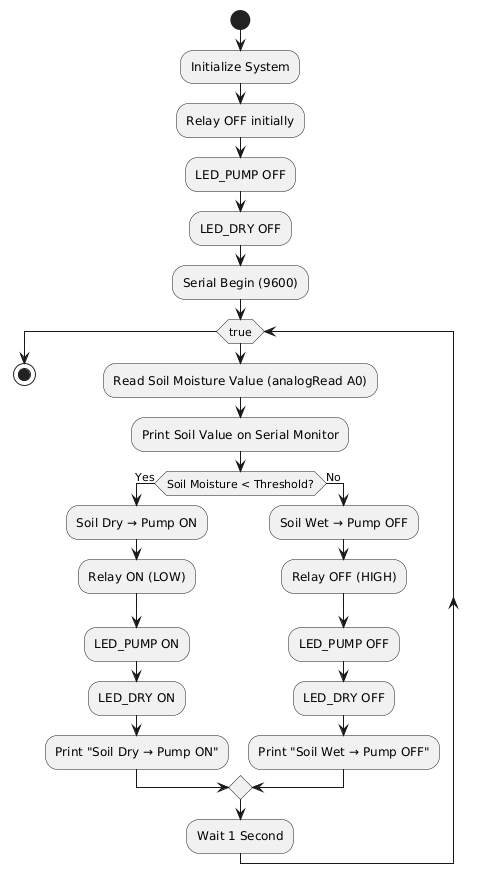 Initialize System
Relay OFF initially
LED_PUMP OFF
LED_DRY OFF
Serial Begin (9600)
true
Read Soil Moisture Value (analogRead A0)
Print Soil Value on Serial Monitor
Soil Moisture < Threshold?
Yes
No
Soil Dry → Pump ON
Relay ON (LOW)
LED_PUMP ON
LED_DRY ON
Print "Soil Dry → Pump ON"
Soil Wet → Pump OFF
Relay OFF (HIGH)
LED_PUMP OFF
LED_DRY OFF
Print "Soil Wet → Pump OFF"
Wait 1 Second